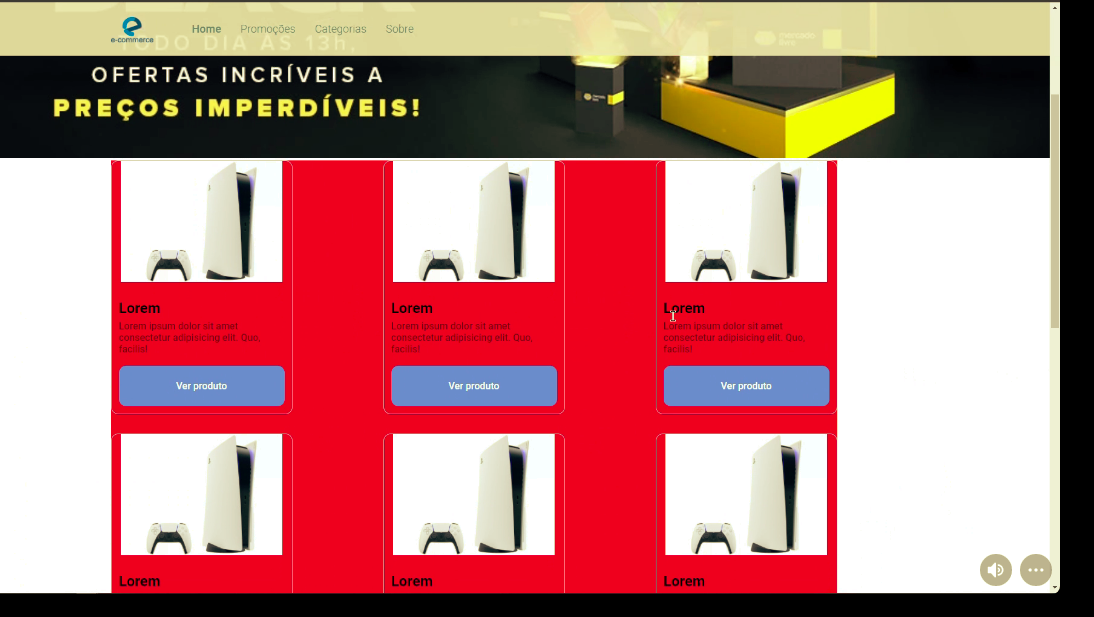 e-commerce
Home Promoções Categorias Sobre
TODO DIA ÀS 13h,
OFERTAS INCRÍVEIS A
PREÇOS IMPERDÍVEIS!
Lorem
Lorem ipsum dolor sit amet
consectetur adipisicing elit. Quo,
facilis!
Ver produto
Lorem
Lorem ipsum dolor sit amet
consectetur adipisicing elit. Quo,
facilis!
Ver produto
Lorem
Lorem ipsum dolor sit amet
consectetur adipisicing elit. Quo,
facilis!
Ver produto
Lorem
Lorem
Lorem